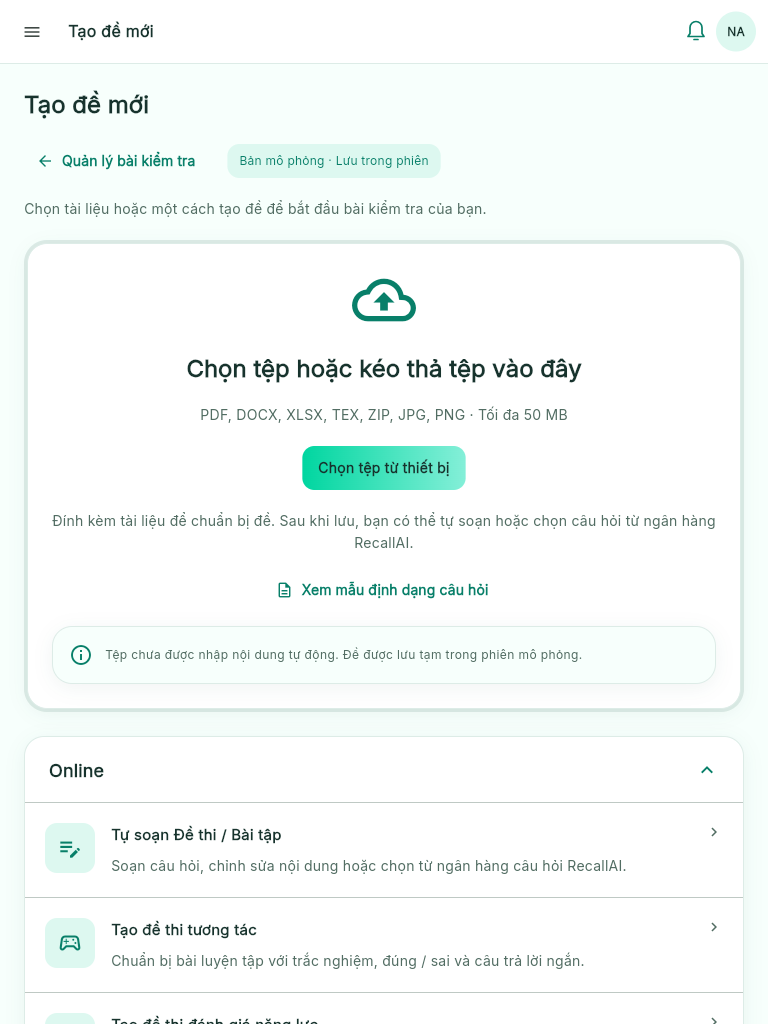 Tạo đề mới
NA
Tạo đề mới
Quản lý bài kiểm tra
Bản mô phỏng · Lưu trong phiên
Chọn tài liệu hoặc một cách tạo đề để bắt đầu bài kiểm tra của bạn.
Chọn tệp hoặc kéo thả tệp vào đây
PDF, DOCX, XLSX, TEX, ZIP, JPG, PNG · Tối đa 50 MB
Chọn tệp từ thiết bị
Đính kèm tài liệu để chuẩn bị đề. Sau khi lưu, bạn có thể tự soạn hoặc chọn câu hỏi từ ngân hàng
RecallAI.
Xem mẫu định dạng câu hỏi
Tệp chưa được nhập nội dung tự động. Đề được lưu tạm trong phiên mô phỏng.
Online
Tự soạn Đề thi / Bài tập
Soạn câu hỏi, chỉnh sửa nội dung hoặc chọn từ ngân hàng câu hỏi RecallAI.
Tạo đề thi tương tác
Chuẩn bị bài luyện tập với trắc nghiệm, đúng / sai và câu trả lời ngắn.
Tạo đề thi đánh giá năng lực